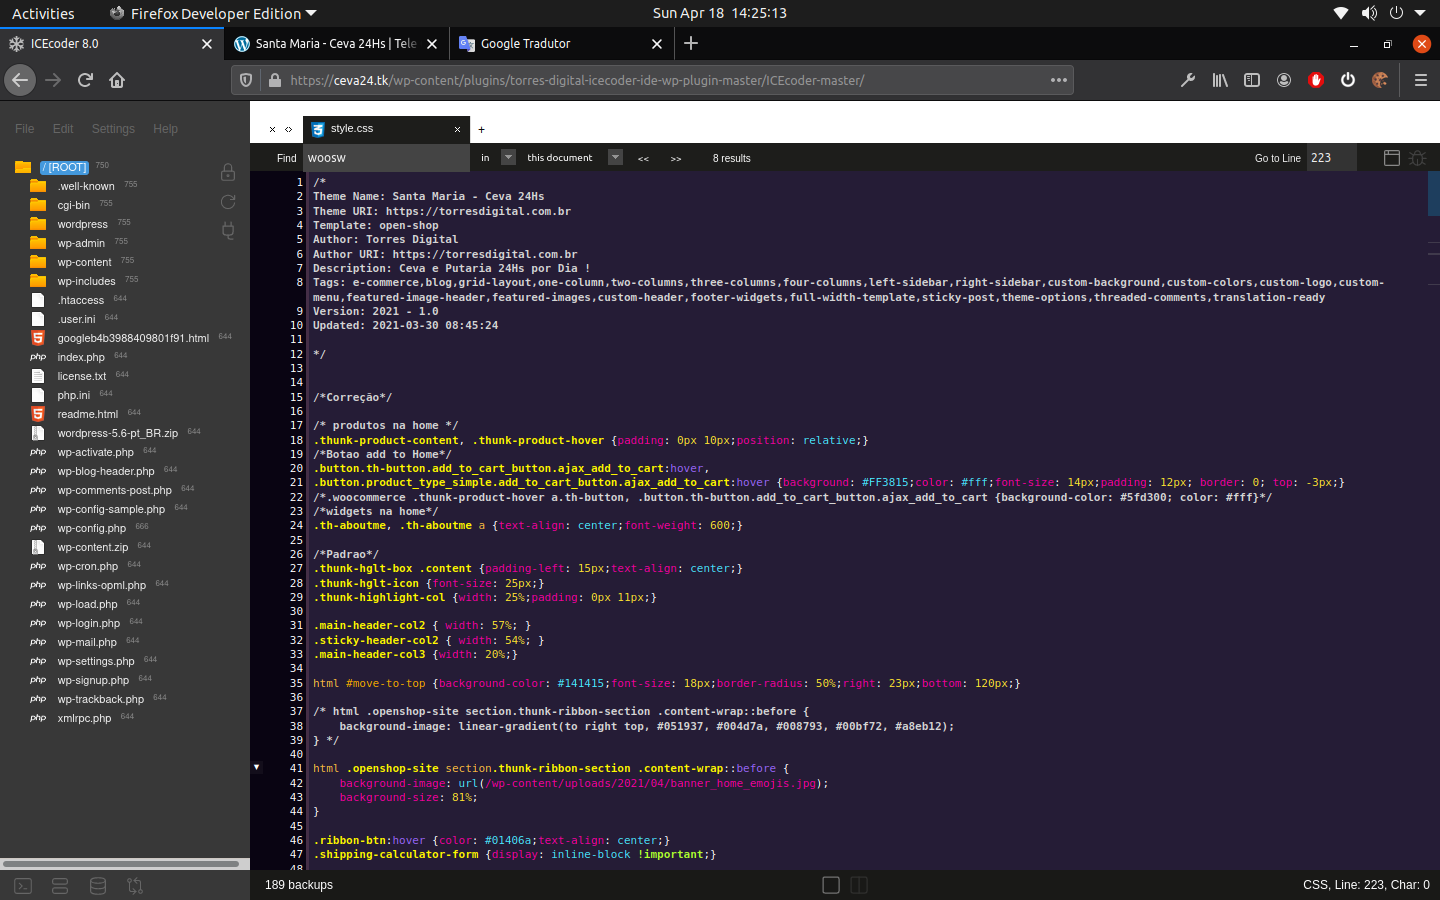 Activities Firefox Developer Edition Sun Apr 18 14:25:13
ICEcoder 8.0 Santa Maria - Ceva 24Hs | Tele Google Tradutor
https://ceva24.tk/wp-content/plugins/torres-digital-icecoder-ide-wp-plugin-master/ICEcoder-master/
File Edit Settings Help
/ [ROOT] 750
.well-known 755
cgi-bin 755
wordpress 755
wp-admin 755
wp-content 755
wp-includes 755
.htaccess 644
.user.ini 644
googleb4b3988409801f91.html 644
php index.php 644
license.txt 644
php.ini 644
readme.html 644
wordpress-5.6-pt_BR.zip 644
php wp-activate.php 644
php wp-blog-header.php 644
php wp-comments-post.php 644
php wp-config-sample.php 644
php wp-config.php 666
wp-content.zip 644
php wp-cron.php 644
php wp-links-opml.php 644
php wp-load.php 644
php wp-login.php 644
php wp-mail.php 644
php wp-settings.php 644
php wp-signup.php 644
php wp-trackback.php 644
php xmlrpc.php 644
style.css
Find woosw in this document << >> 8 results Go to Line 223
1 /*
2 Theme Name: Santa Maria - Ceva 24Hs
3 Theme URI: https://torresdigital.com.br
4 Template: open-shop
5 Author: Torres Digital
6 Author URI: https://torresdigital.com.br
7 Description: Ceva e Putaria 24Hs por Dia !
8 Tags: e-commerce,blog,grid-layout,one-column,two-columns,three-columns,four-columns,left-sidebar,right-sidebar,custom-background,custom-colors,custom-logo,custom-
menu,featured-image-header,featured-images,custom-header,footer-widgets,full-width-template,sticky-post,theme-options,threaded-comments,translation-ready
9 Version: 2021 - 1.0
10 Updated: 2021-03-30 08:45:24
11
12 */
13
14
15 /*Correção*/
16
17 /* produtos na home */
18 .thunk-product-content, .thunk-product-hover {padding: 0px 10px;position: relative;}
19 /*Botao add to Home*/
20 .button.th-button.add_to_cart_button.ajax_add_to_cart:hover,
21 .button.product_type_simple.add_to_cart_button.ajax_add_to_cart:hover {background: #FF3815;color: #fff;font-size: 14px;padding: 12px; border: 0; top: -3px;}
22 /*.woocommerce .thunk-product-hover a.th-button, .button.th-button.add_to_cart_button.ajax_add_to_cart {background-color: #5fd300; color: #fff}*/
23 /*widgets na home*/
24 .th-aboutme, .th-aboutme a {text-align: center;font-weight: 600;}
25
26 /*Padrao*/
27 .thunk-hglt-box .content {padding-left: 15px;text-align: center;}
28 .thunk-hglt-icon {font-size: 25px;}
29 .thunk-highlight-col {width: 25%;padding: 0px 11px;}
30
31 .main-header-col2 { width: 57%; }
32 .sticky-header-col2 { width: 54%; }
33 .main-header-col3 {width: 20%;}
34
35 html #move-to-top {background-color: #141415;font-size: 18px;border-radius: 50%;right: 23px;bottom: 120px;}
36
37 /* html .openshop-site section.thunk-ribbon-section .content-wrap::before {
38 background-image: linear-gradient(to right top, #051937, #004d7a, #008793, #00bf72, #a8eb12);
39 } */
40
41 html .openshop-site section.thunk-ribbon-section .content-wrap::before {
42 background-image: url(/wp-content/uploads/2021/04/banner_home_emojis.jpg);
43 background-size: 81%;
44 }
45
46 .ribbon-btn:hover {color: #01406a;text-align: center;}
47 .shipping-calculator-form {display: inline-block !important;}
48
189 backups CSS, Line: 223, Char: 0